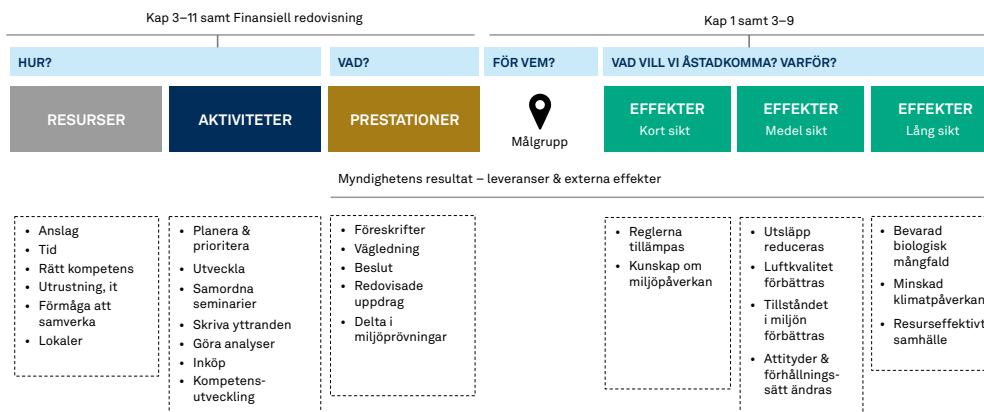 Kap 3–11 samt Finansiell redovisning
Kap 1 samt 3–9
HUR?
VAD?
FÖR VEM?
VAD VILL VI ÅSTADKOMMA? VARFÖR?
RESURSER
AKTIVITETER
PRESTATIONER
Målgrupp
EFFEKTER
Kort sikt
EFFEKTER
Medel sikt
EFFEKTER
Lång sikt
Myndighetens resultat – leveranser & externa effekter
• Anslag
• Tid
• Rätt kompetens
• Utrustning, it
• Förmåga att
samverka
• Lokaler
• Planera &
prioritera
• Utveckla
• Samordna
seminarier
• Skriva yttranden
• Göra analyser
• Inköp
• Kompetens-
utveckling
• Föreskrifter
• Vägledning
• Beslut
• Redovisade
uppdrag
• Delta i
miljöprövningar
• Reglerna
tillämpas
• Kunskap om
miljöpåverkan
• Utsläpp
reduceras
• Luftkvalitet
förbättras
• Tillståndet
i miljön
förbättras
• Attityder &
förhållnings-
sätt ändras
• Bevarad
biologisk
mångfald
• Minskad
klimatpåverkan
• Resurseffektivt
samhälle